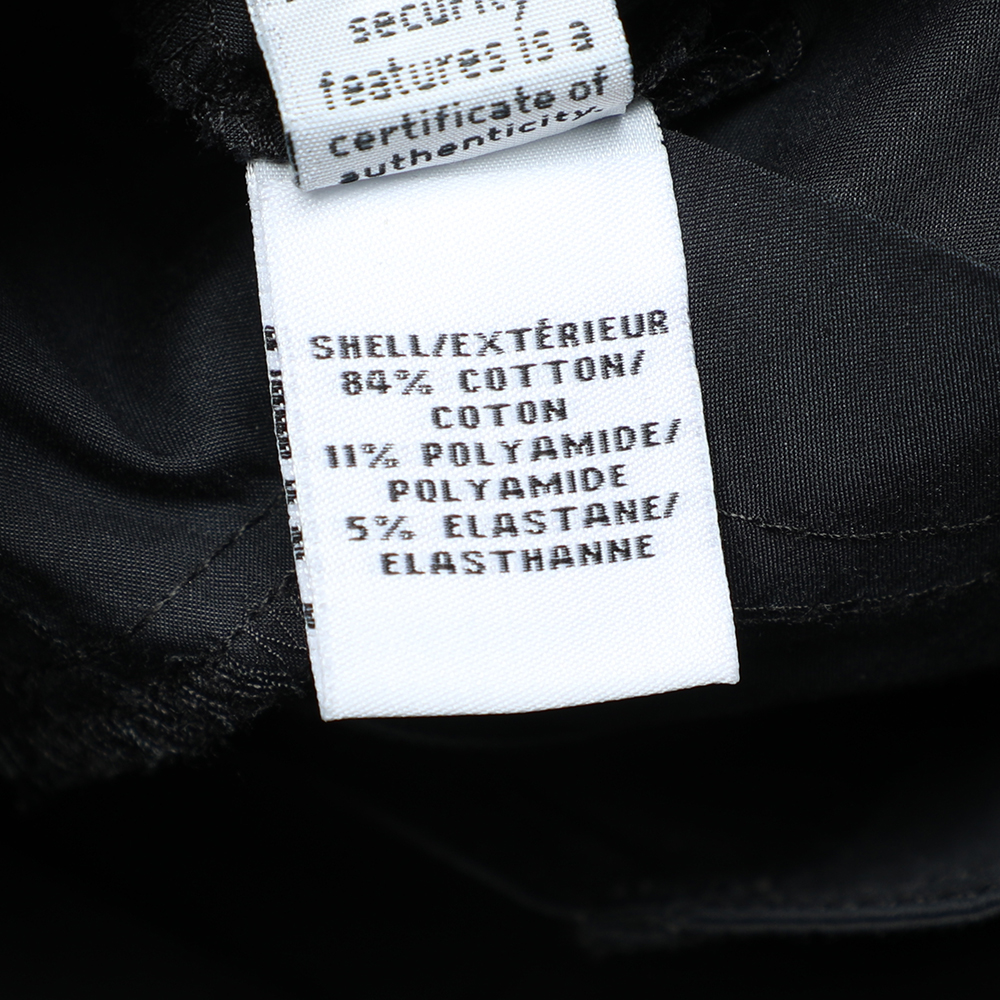 security
features is a
certificate of
authenticity.
SHELL/EXTÉRIEUR
84% COTTON/
COTON
11% POLYAMIDE/
POLYAMIDE
5% ELASTANE/
ELASTHANNE